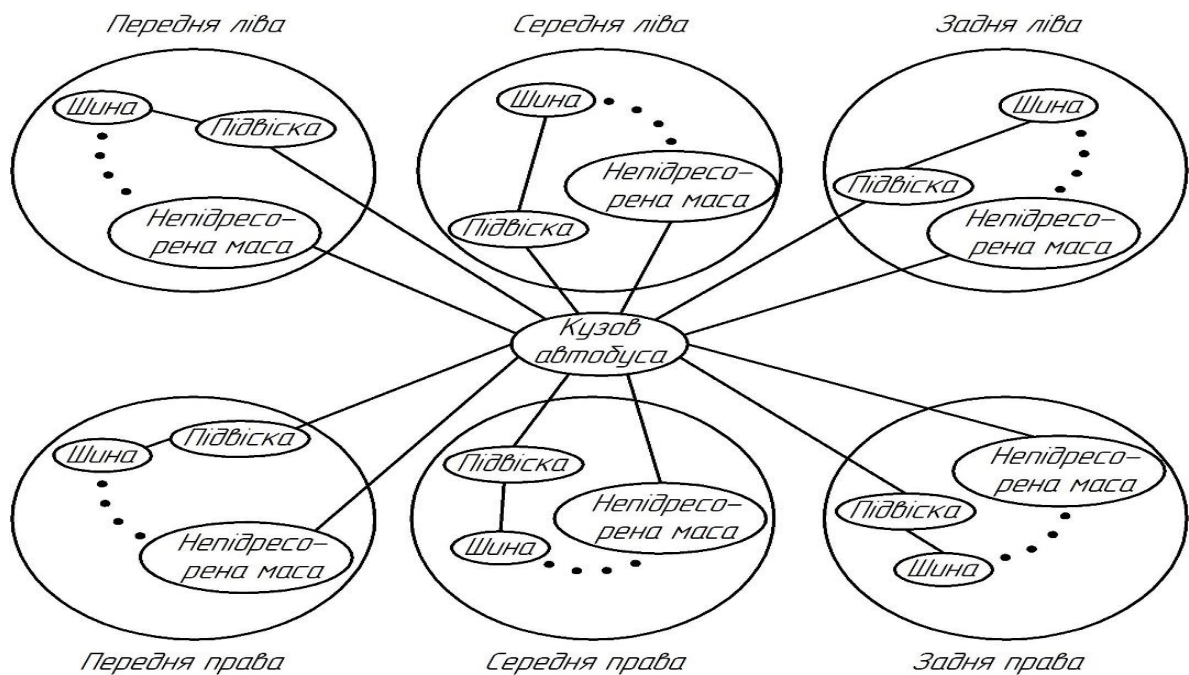 Передня ліва
Середня ліва
Задня ліва
Шина
Підвіска
Непідресо-
рена маса
Шина
Непідресо-
рена маса
Підвіска
Шина
Підвіска
Непідресо-
рена маса
Кузов
автобуса
Шина
Підвіска
Непідресо-
рена маса
Підвіска
Непідресо-
рена маса
Шина
Непідресо-
рена маса
Підвіска
Шина
Передня права
Середня права
Задня права